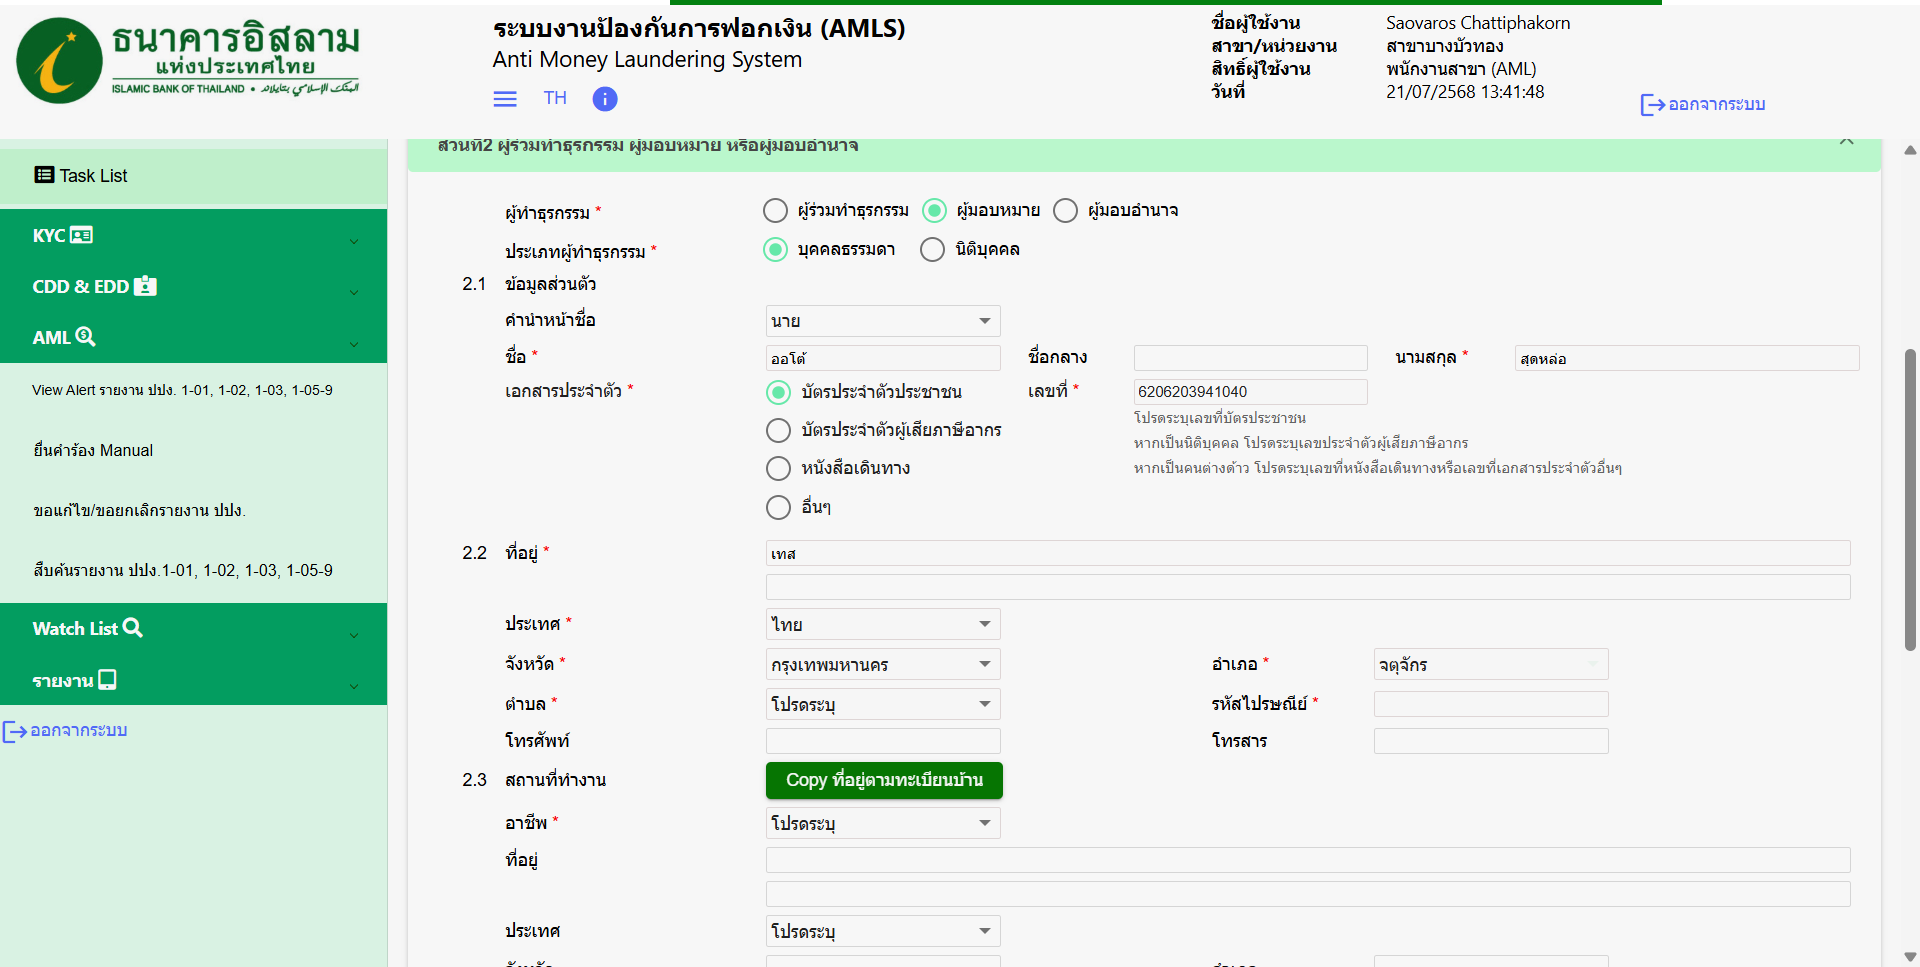 ธนาคารอิสลาม
แห่งประเทศไทย
ISLAMIC BANK OF THAILAND •
ระบบงานป้องกันการฟอกเงิน (AMLS)
Anti Money Laundering System
TH
ชื่อผู้ใช้งาน Saovaros Chattiphakorn
สาขา/หน่วยงาน สาขาบางบัวทอง
สิทธิ์ผู้ใช้งาน พนักงานสาขา (AML)
วันที่ 21/07/2568 13:41:48
ออกจากระบบ
Task List
KYC
CDD & EDD
AML
View Alert รายงาน ปปง. 1-01, 1-02, 1-03, 1-05-9
ยื่นคำร้อง Manual
ขอแก้ไข/ขอยกเลิกรายงาน ปปง.
สืบค้นรายงาน ปปง.1-01, 1-02, 1-03, 1-05-9
Watch List
รายงาน
ออกจากระบบ
ส่วนที่2 ผู้ร่วมทำธุรกรรม ผู้มอบหมาย หรือผู้มอบอำนาจ
ผู้ทำธุรกรรม * ผู้ร่วมทำธุรกรรม ผู้มอบหมาย ผู้มอบอำนาจ
ประเภทผู้ทำธุรกรรม * บุคคลธรรมดา นิติบุคคล
2.1 ข้อมูลส่วนตัว
คำนำหน้าชื่อ นาย
ชื่อ * ออโต้ ชื่อกลาง นามสกุล * สุดหล่อ
เอกสารประจำตัว * บัตรประจำตัวประชาชน เลขที่ * 6206203941040
โปรดระบุเลขที่บัตรประชาชน
บัตรประจำตัวผู้เสียภาษีอากร
หากเป็นนิติบุคคล โปรดระบุเลขประจำตัวผู้เสียภาษีอากร
หนังสือเดินทาง
หากเป็นคนต่างด้าว โปรดระบุเลขที่หนังสือเดินทางหรือเลขที่เอกสารประจำตัวอื่นๆ
อื่นๆ
2.2 ที่อยู่ * เทส
ประเทศ * ไทย
จังหวัด * กรุงเทพมหานคร อำเภอ * จตุจักร
ตำบล * โปรดระบุ รหัสไปรษณีย์ *
โทรศัพท์ โทรสาร
2.3 สถานที่ทำงาน Copy ที่อยู่ตามทะเบียนบ้าน
อาชีพ * โปรดระบุ
ที่อยู่
ประเทศ โปรดระบุ